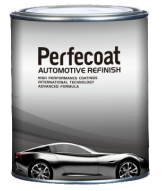 Perfecoat
AUTOMOTIVE REFINISH
HIGH PERFORMANCE COATINGS
INTERNATIONAL TECHNOLOGY
ADVANCED FORMULA